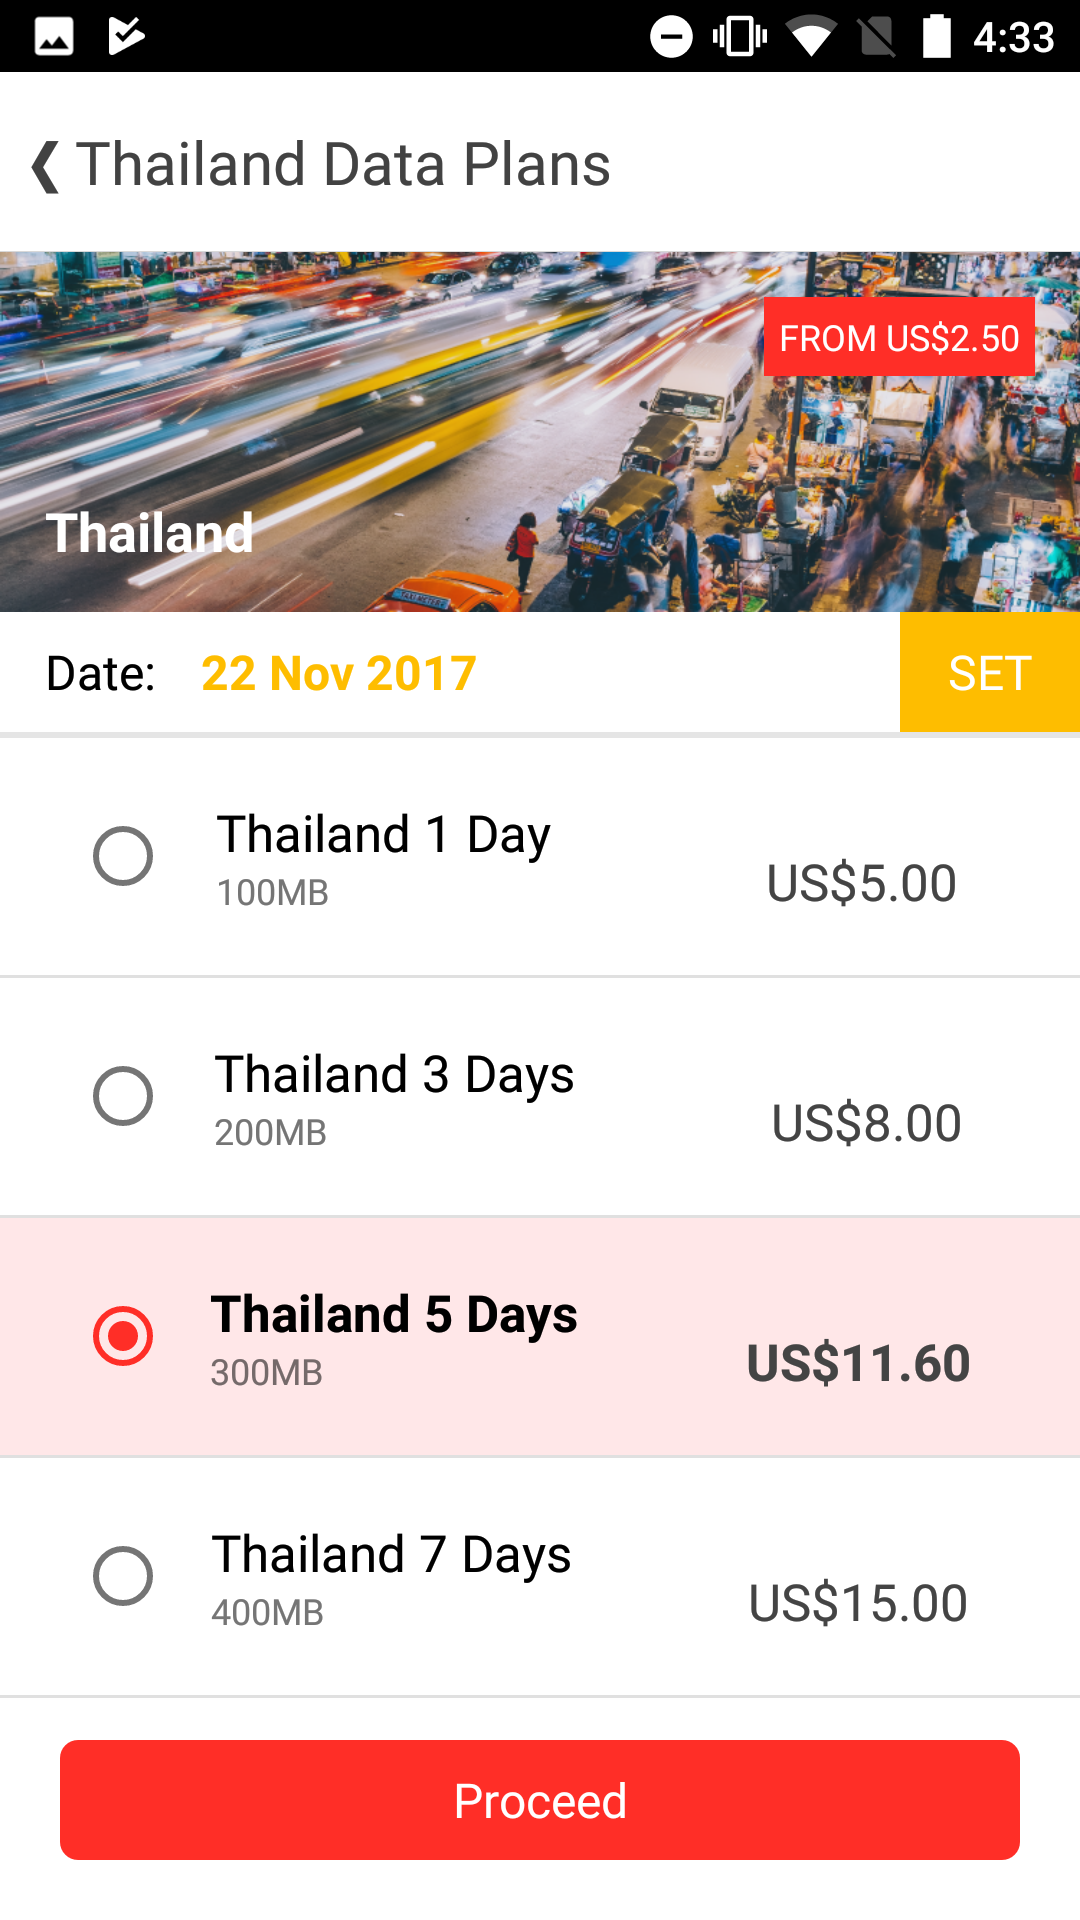 4:33
❮ Thailand Data Plans
FROM US$2.50
Thailand
Date: 22 Nov 2017 SET
Thailand 1 Day
100MB
US$5.00
Thailand 3 Days
200MB
US$8.00
Thailand 5 Days
300MB
US$11.60
Thailand 7 Days
400MB
US$15.00
Proceed